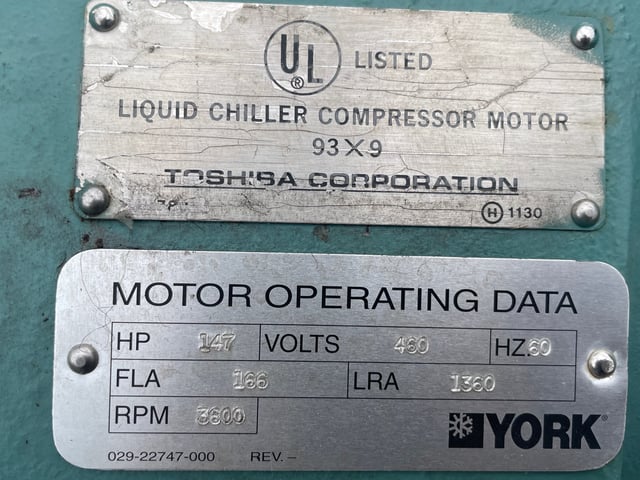 UL ® LISTED
LIQUID CHILLER COMPRESSOR MOTOR
93X9
TOSHIBA CORPORATION
H 1130
MOTOR OPERATING DATA
HP 147 VOLTS 460 HZ. 60
FLA 166 LRA 1360
RPM 3600
YORK®
029-22747-000 REV. –